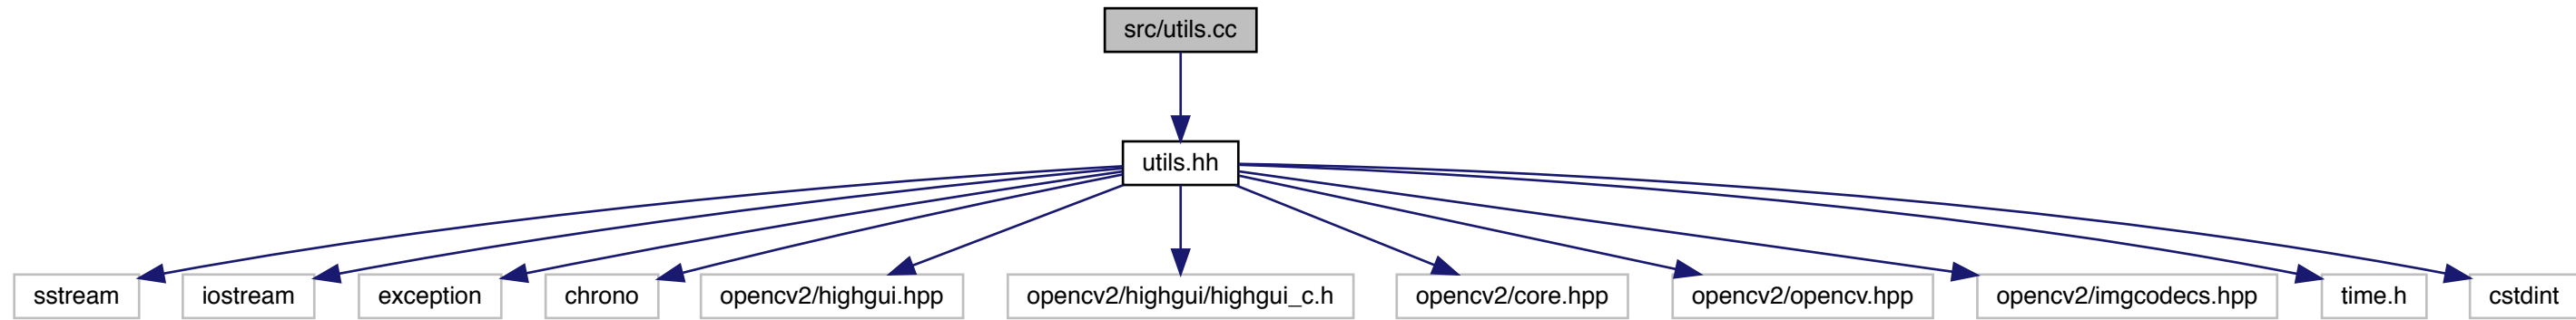 src/utils.cc
utils.hh
sstream
iostream
exception
chrono
opencv2/highgui.hpp
opencv2/highgui/highgui_c.h
opencv2/core.hpp
opencv2/opencv.hpp
opencv2/imgcodecs.hpp
time.h
cstdint